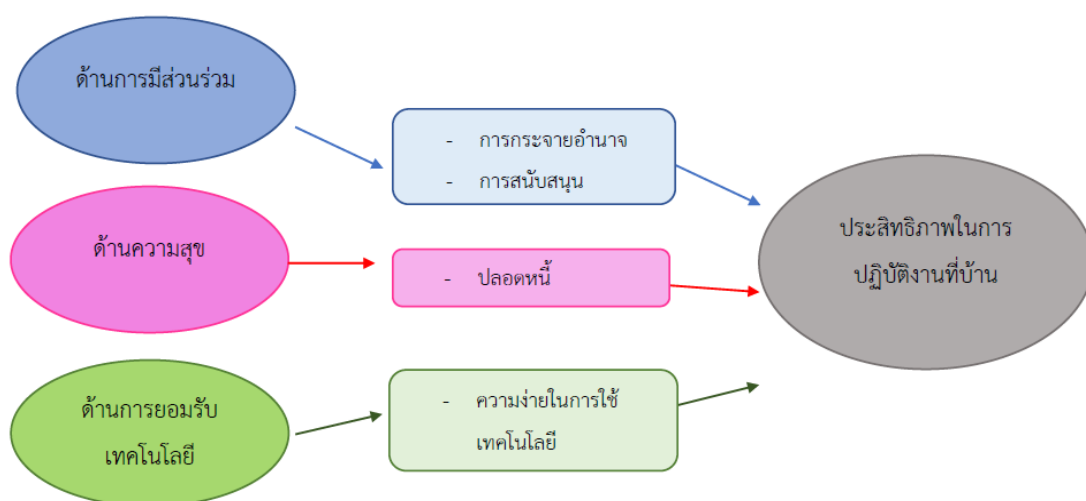 ด้านการมีส่วนร่วม
- การกระจายอำนาจ
- การสนับสนุน
ด้านความสุข
- ปลอดหนี้
ด้านการยอมรับ
เทคโนโลยี
- ความง่ายในการใช้
เทคโนโลยี
ประสิทธิภาพในการ
ปฏิบัติงานที่บ้าน